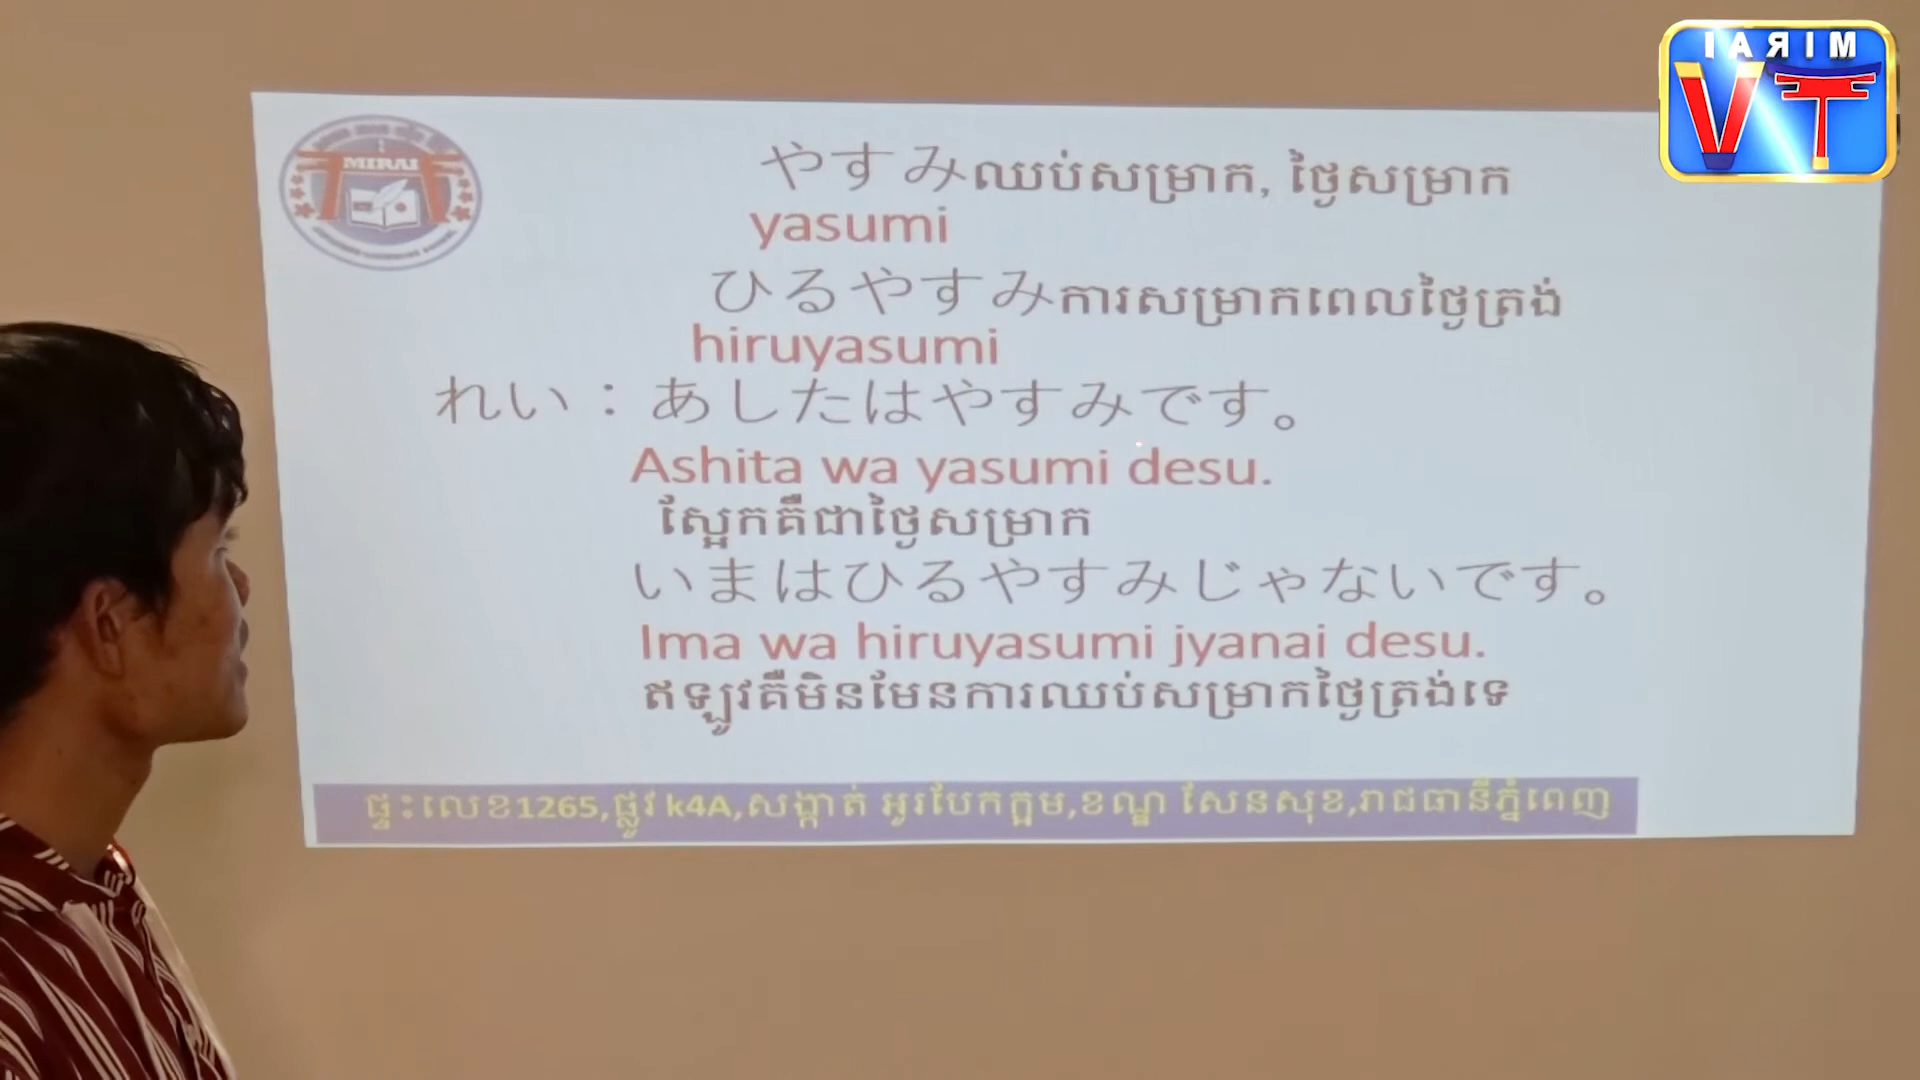 MIRAI
VT
MIRAI
やすみឈប់សម្រាក, ថ្ងៃសម្រាក
yasumi
ひるやすみការសម្រាកពេលថ្ងៃត្រង់
hiruyasumi
れい：あしたはやすみです。
Ashita wa yasumi desu.
ស្អែកគឺជាថ្ងៃសម្រាក
いまはひるやすみじゃないです。
Ima wa hiruyasumi jyanai desu.
ឥឡូវគឺមិនមែនការឈប់សម្រាកថ្ងៃត្រង់ទេ
ផ្ទះលេខ1265,ផ្លូវ k4A,សង្កាត់ អូរបែកក្អម,ខណ្ឌ សែនសុខ,រាជធានីភ្នំពេញ